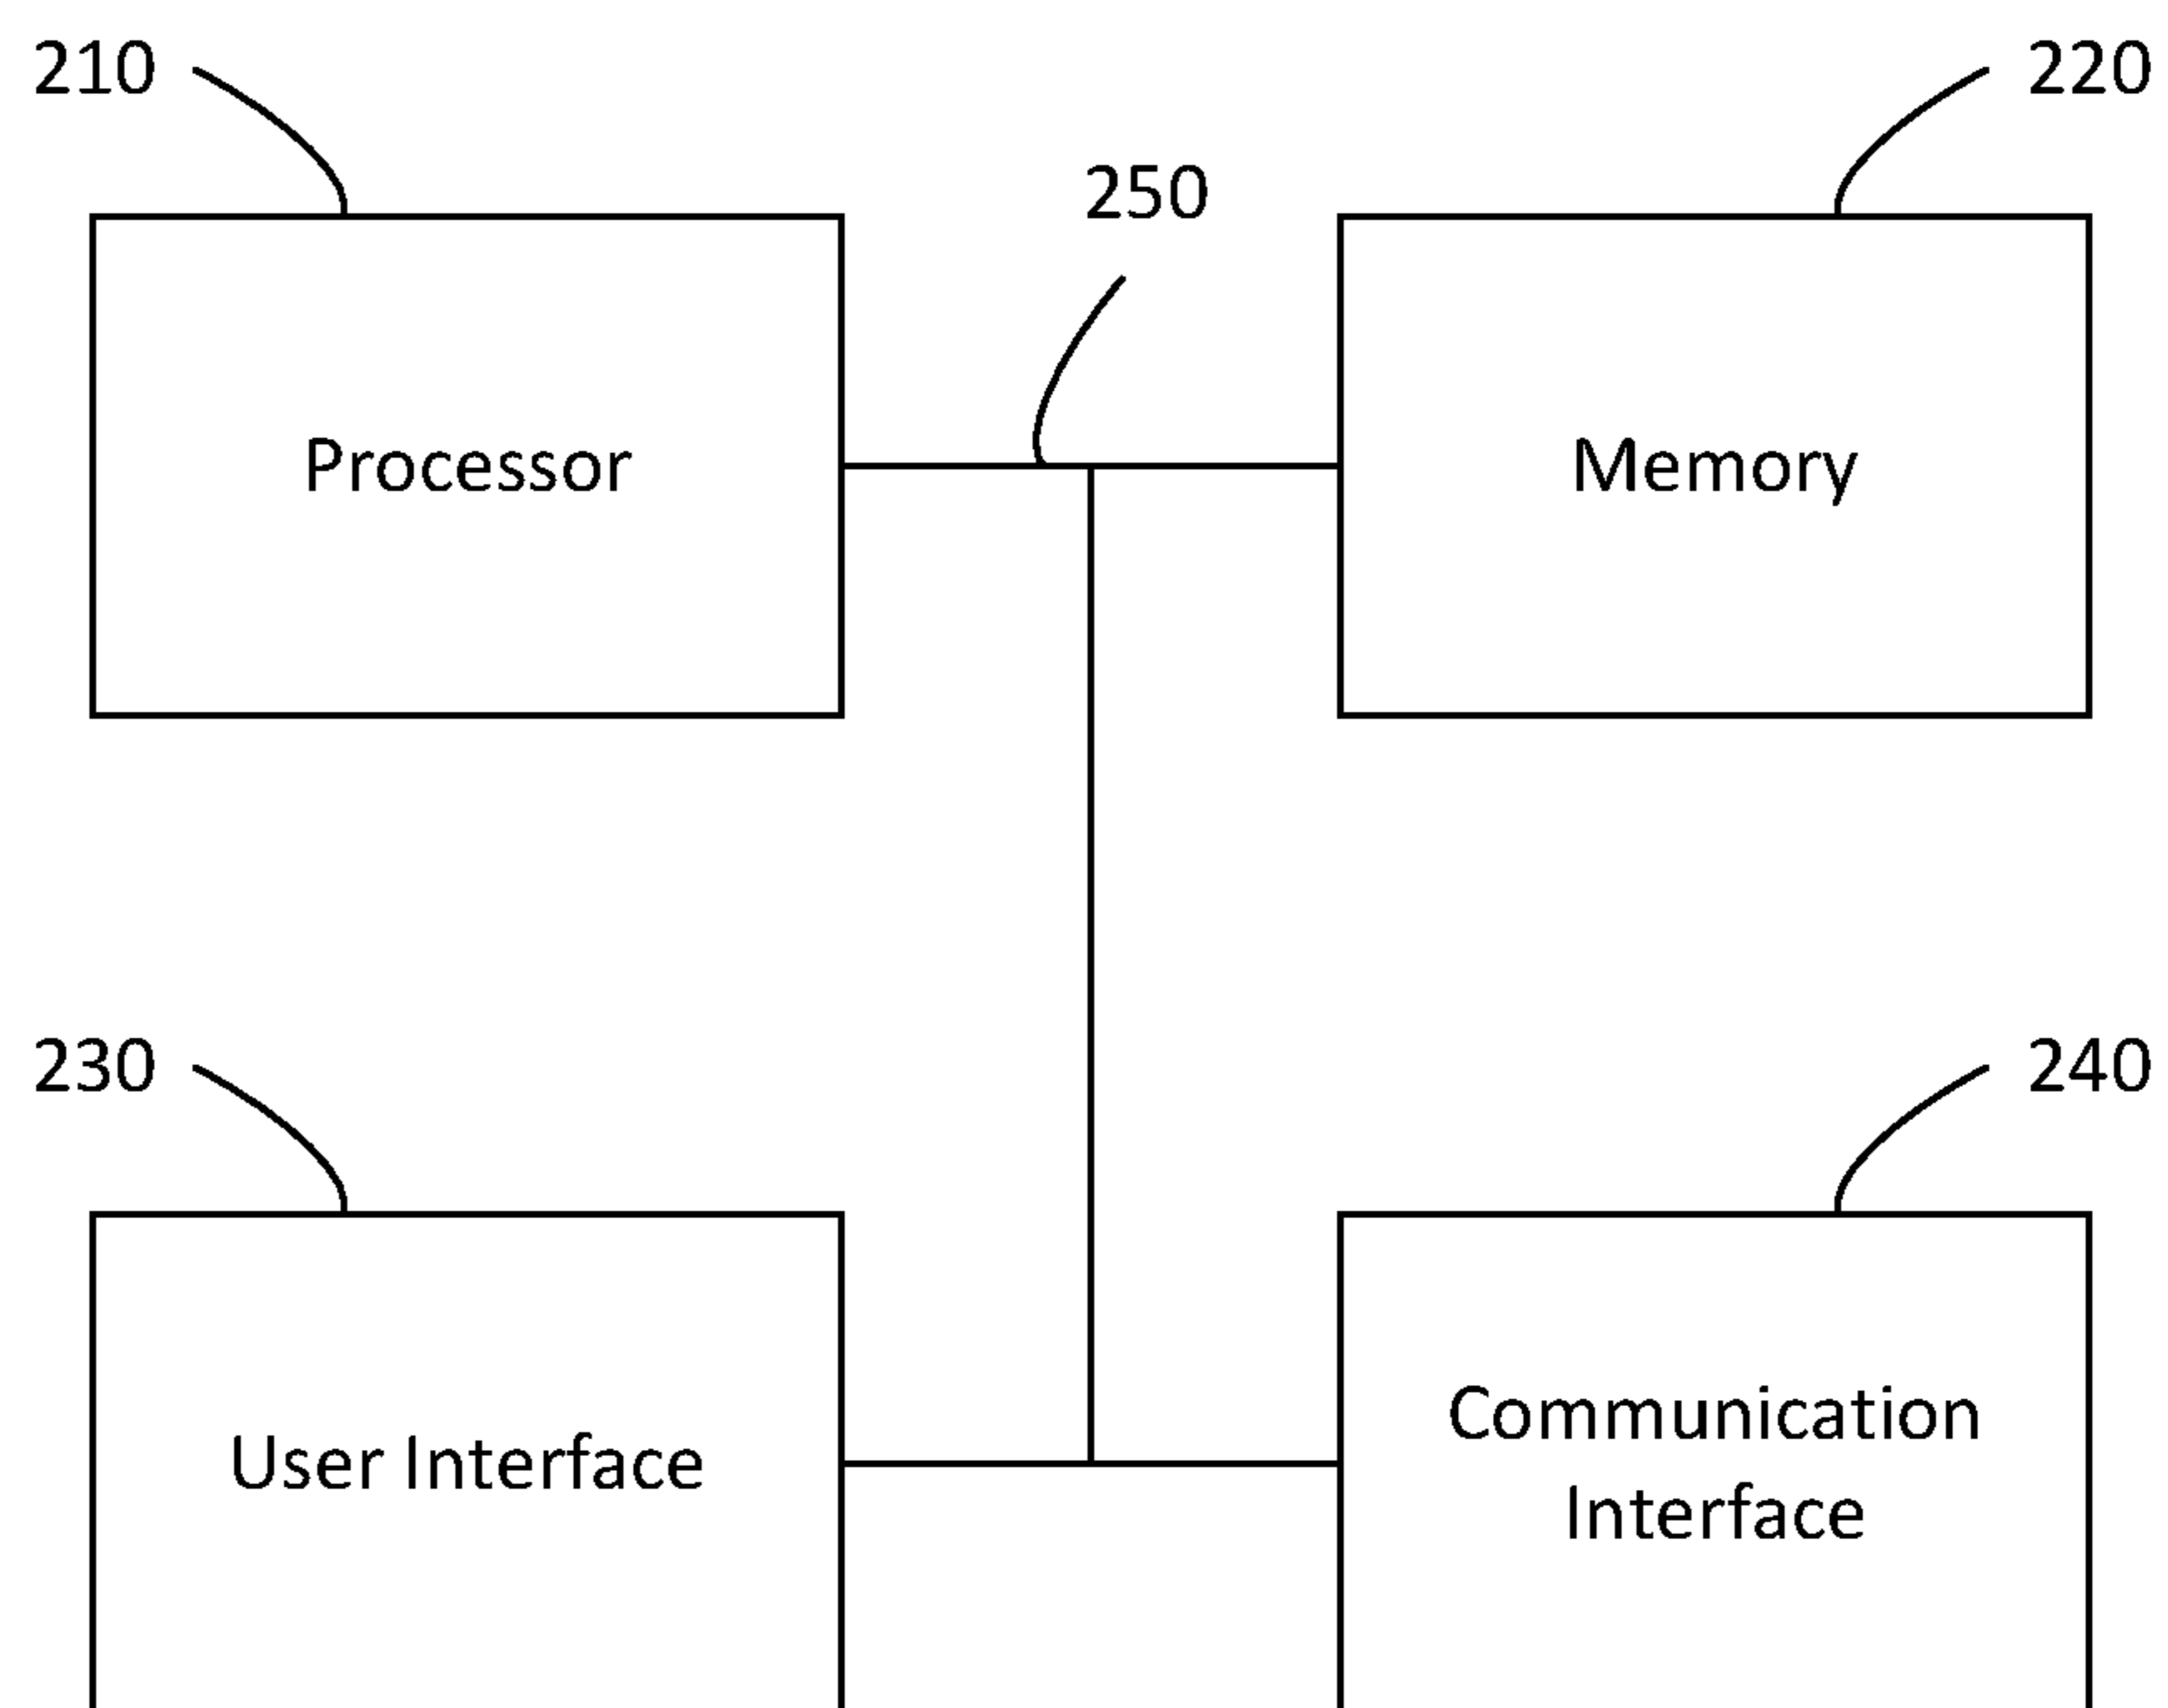 210
220
250
Processor
Memory
230
240
User Interface
Communication
Interface